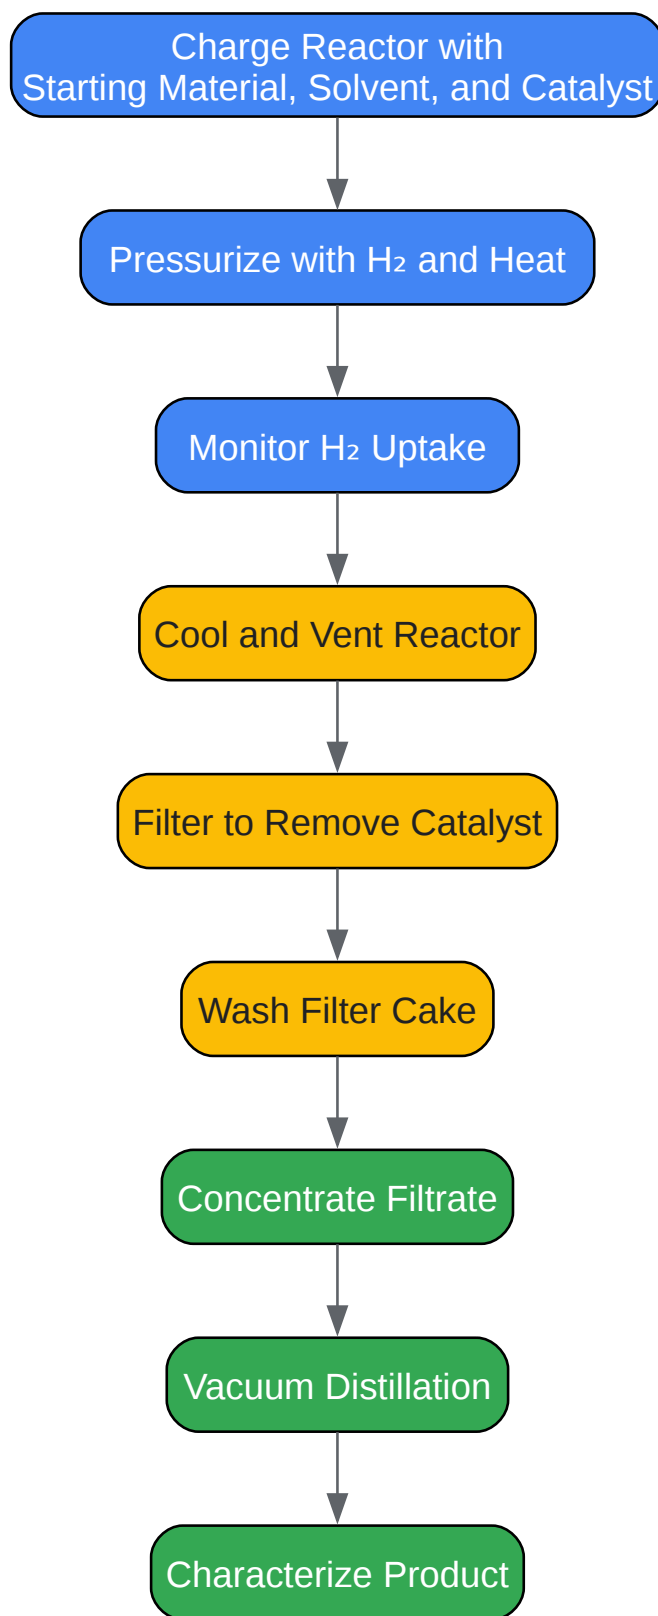 Charge Reactor with
Starting Material, Solvent, and Catalyst
Pressurize with H₂ and Heat
Monitor H₂ Uptake
Cool and Vent Reactor
Filter to Remove Catalyst
Wash Filter Cake
Concentrate Filtrate
Vacuum Distillation
Characterize Product